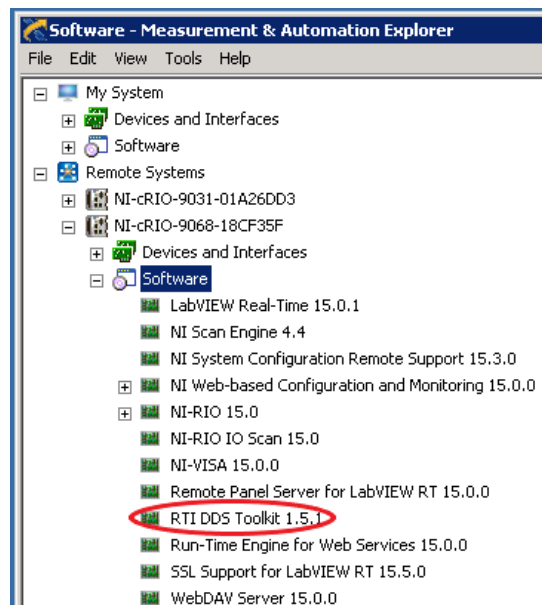 Software - Measurement & Automation Explorer
File Edit View Tools Help
My System
Devices and Interfaces
Software
Remote Systems
NI-cRIO-9031-01A26DD3
NI-cRIO-9068-18CF35F
Devices and Interfaces
Software
LabVIEW Real-Time 15.0.1
NI Scan Engine 4.4
NI System Configuration Remote Support 15.3.0
NI Web-based Configuration and Monitoring 15.0.0
NI-RIO 15.0
NI-RIO IO Scan 15.0
NI-VISA 15.0.0
Remote Panel Server for LabVIEW RT 15.0.0
RTI DDS Toolkit 1.5.1
Run-Time Engine for Web Services 15.0.0
SSL Support for LabVIEW RT 15.5.0
WebDAV Server 15.0.0